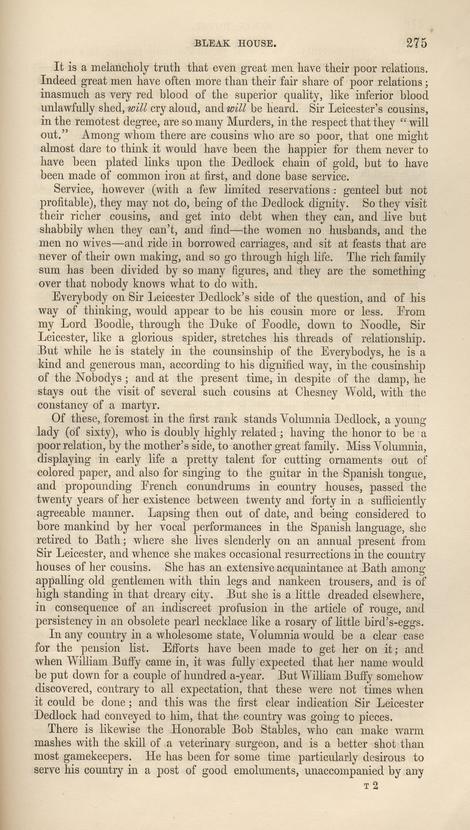 BLEAK HOUSE. 275
It is a melancholy truth that even great men have their poor relations.
Indeed great men have often more than their fair share of poor relations;
inasmuch as very red blood of the superior quality, like inferior blood
unlawfully shed, will cry aloud, and will be heard. Sir Leicester's cousins,
in the remotest degree, are so many Murders, in the respect that they "will
out." Among whom there are cousins who are so poor, that one might
almost dare to think it would have been the happier for them never to
have been plated links upon the Dedlock chain of gold, but to have
been made of common iron at first, and done base service.
Service, however (with a few limited reservations: genteel but not
profitable), they may not do, being of the Dedlock dignity. So they visit
their richer cousins, and get into debt when they can, and live but
shabbily when they can't, and find—the women no husbands, and the
men no wives—and ride in borrowed carriages, and sit at feasts that are
never of their own making, and so go through high life. The rich family
sum has been divided by so many figures, and they are the something
over that nobody knows what to do with.
Everybody on Sir Leicester Dedlock's side of the question, and of his
way of thinking, would appear to be his cousin more or less. From
my Lord Boodle, through the Duke of Foodle, down to Noodle, Sir
Leicester, like a glorious spider, stretches his threads of relationship.
But while he is stately in the counsinship of the Everybodys, he is a
kind and generous man, according to his dignified way, in the cousinship
of the Nobodys; and at the present time, in despite of the damp, he
stays out the visit of several such cousins at Chesney Wold, with the
constancy of a martyr.
Of these, foremost in the first rank stands Volumnia Dedlock, a young
lady (of sixty), who is doubly highly related; having the honor to be a
poor relation, by the mother's side, to another great family. Miss Volumnia,
displaying in early life a pretty talent for cutting ornaments out of
colored paper, and also for singing to the guitar in the Spanish tongue,
and propounding French conundrums in country houses, passed the
twenty years of her existence between twenty and forty in a sufficiently
agreeable manner. Lapsing then out of date, and being considered to
bore mankind by her vocal performances in the Spanish language, she
retired to Bath; where she lives slenderly on an annual present from
Sir Leicester, and whence she makes occasional resurrections in the country
houses of her cousins. She has an extensive acquaintance at Bath among
appalling old gentlemen with thin legs and nankeen trousers, and is of
high standing in that dreary city. But she is a little dreaded elsewhere,
in consequence of an indiscreet profusion in the article of rouge, and
persistency in an obsolete pearl necklace like a rosary of little bird's-eggs.
In any country in a wholesome state, Volumnia would be a clear case
for the pension list. Efforts have been made to get her on it; and
when William Buffy came in, it was fully expected that her name would
be put down for a couple of hundred a-year. But William Buffy somehow
discovered, contrary to all expectation, that these were not times when
it could be done; and this was the first clear indication Sir Leicester
Dedlock had conveyed to him, that the country was going to pieces.
There is likewise the Honorable Bob Stables, who can make warm
mashes with the skill of a veterinary surgeon, and is a better shot than
most gamekeepers. He has been for some time particularly desirous to
serve his country in a post of good emoluments, unaccompanied by any
T 2